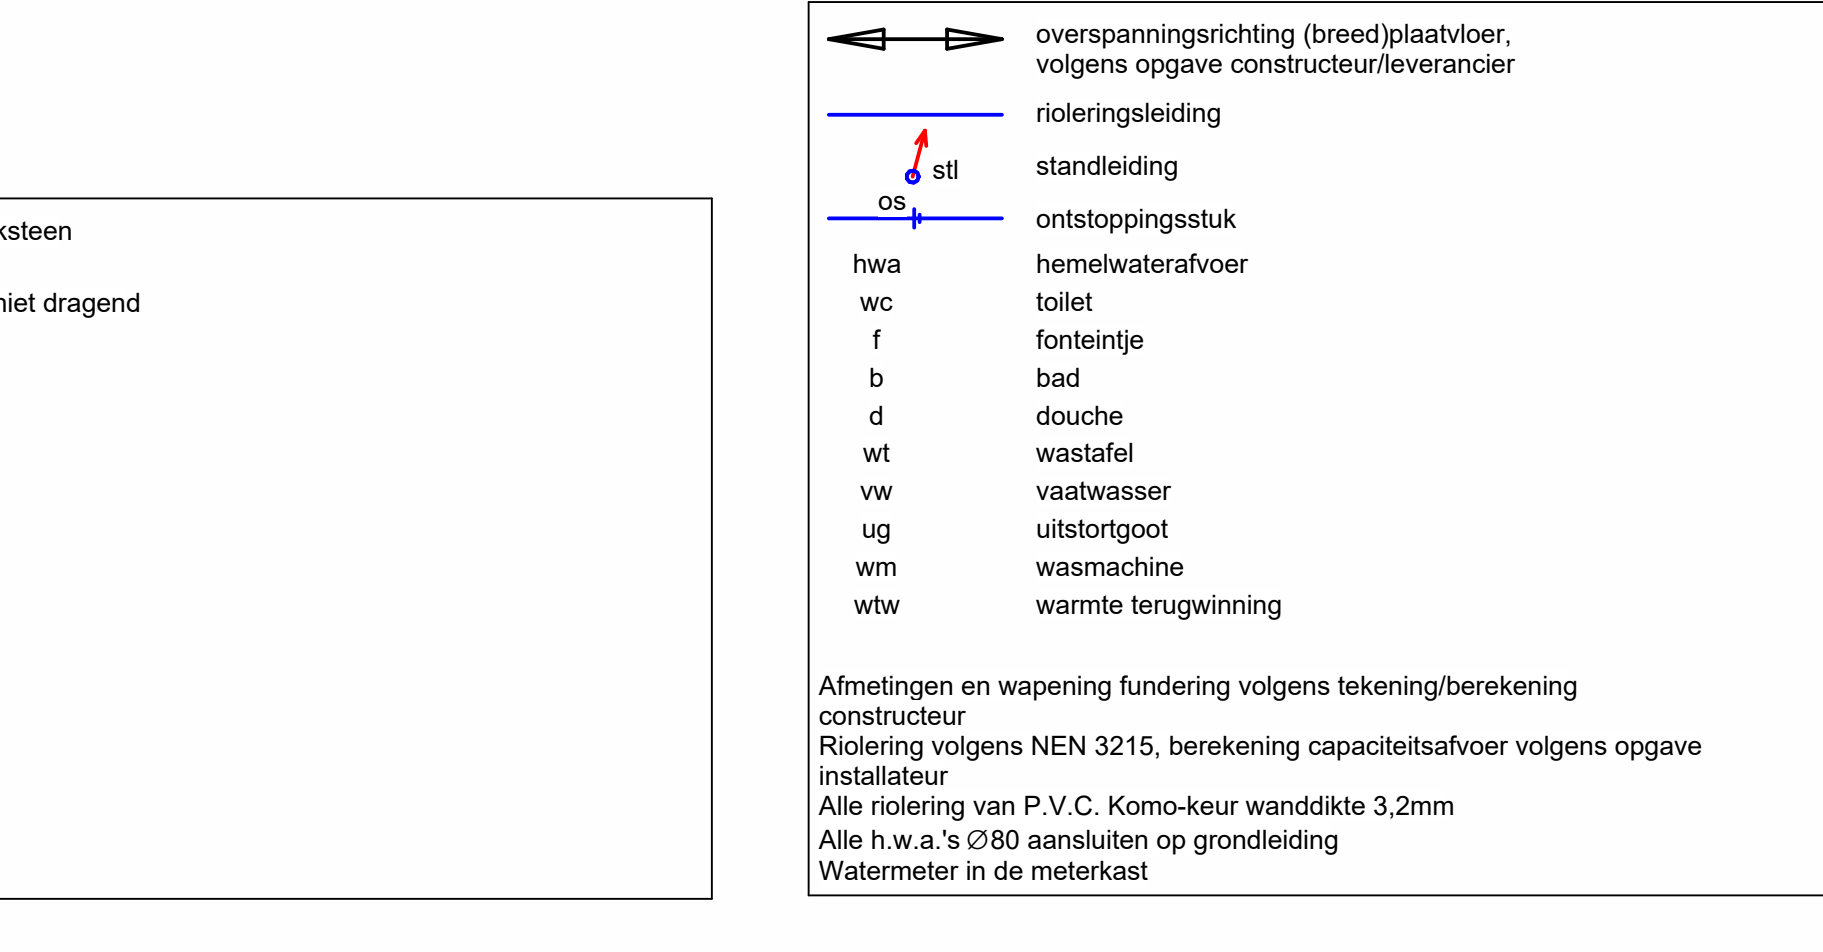 niet dragend
overspanningsrichting (breed)plaatvloer,
volgens opgave constructeur/leverancier
rioleringsleiding
stl standleiding
os ontstoppingsstuk
hwa hemelwaterafvoer
wc toilet
f fonteintje
b bad
d douche
wt wastafel
vw vaatwasser
ug uitstortgoot
wm wasmachine
wtw warmte terugwinning
Afmetingen en wapening fundering volgens tekening/berekening
constructeur
Riolering volgens NEN 3215, berekening capaciteitsafvoer volgens opgave
installateur
Alle riolering van P.V.C. Komo-keur wanddikte 3,2mm
Alle h.w.a.'s ∅80 aansluiten op grondleiding
Watermeter in de meterkast